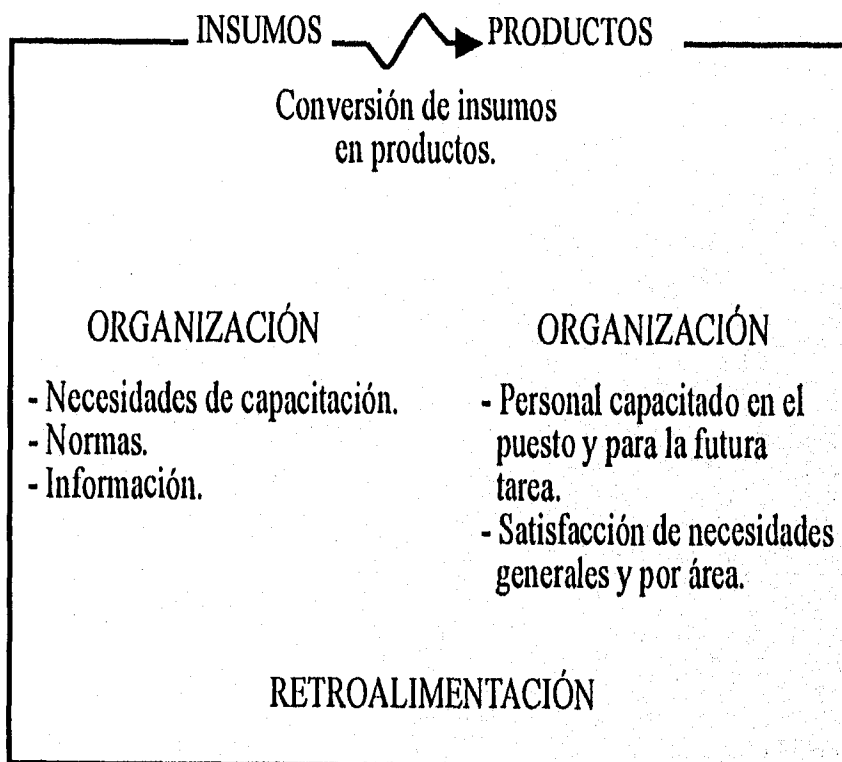 INSUMOS PRODUCTOS
Conversión de insumos
en productos.
ORGANIZACIÓN
- Necesidades de capacitación.
- Normas.
- Información.
ORGANIZACIÓN
- Personal capacitado en el
puesto y para la futura
tarea.
- Satisfacción de necesidades
generales y por área.
RETROALIMENTACIÓN